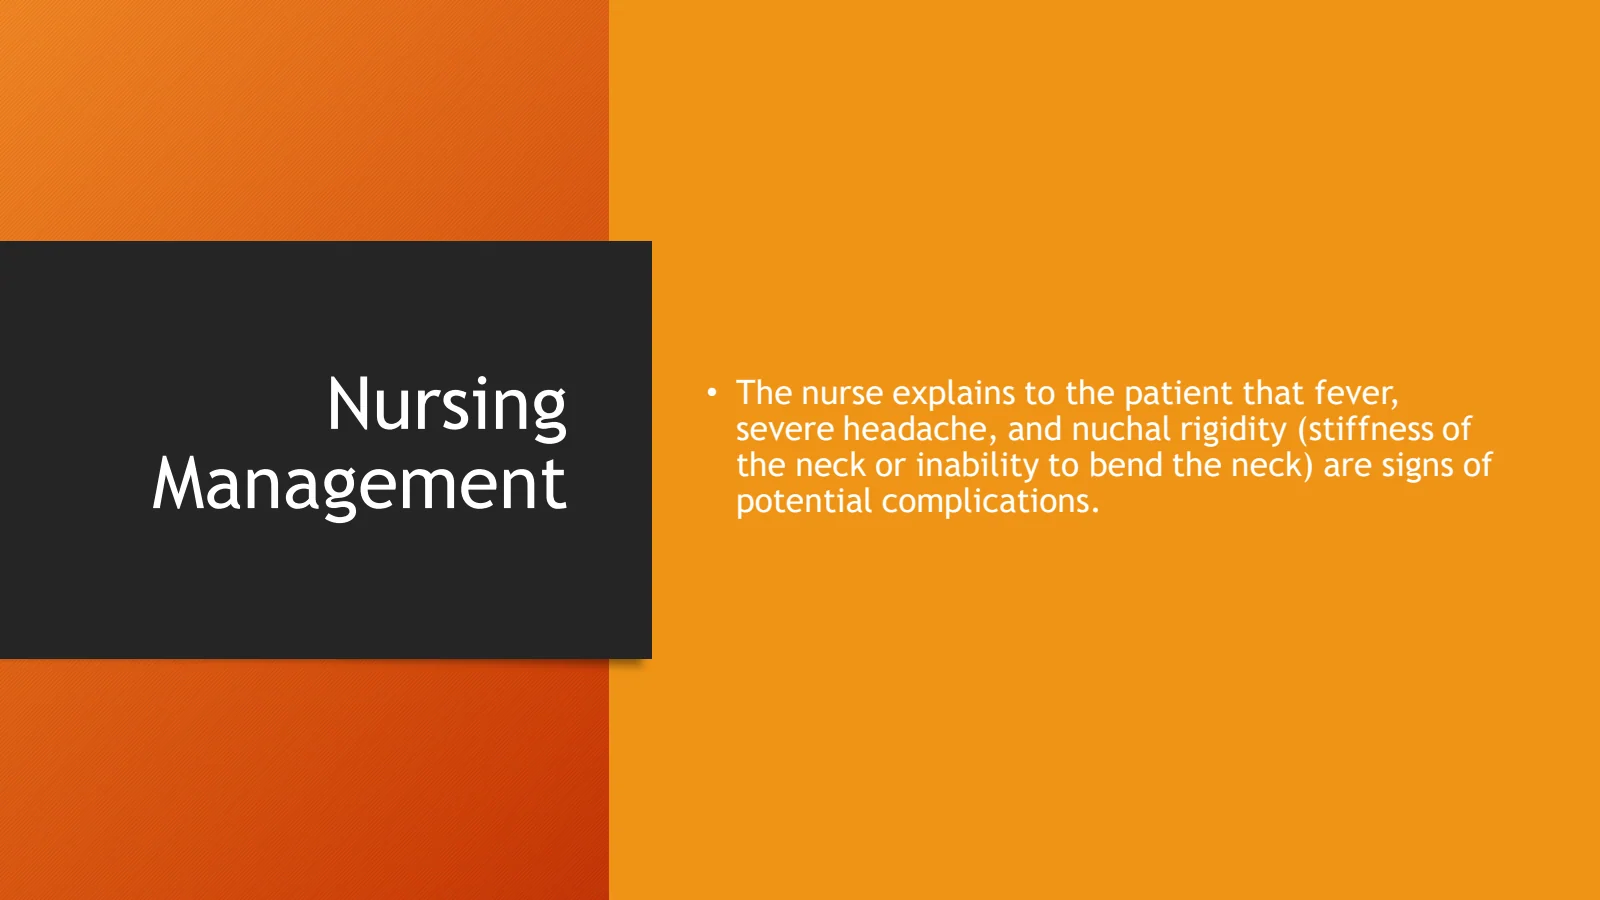 Nursing
Management
• The nurse explains to the patient that fever,
severe headache, and nuchal rigidity (stiffness of
the neck or inability to bend the neck) are signs of
potential complications.